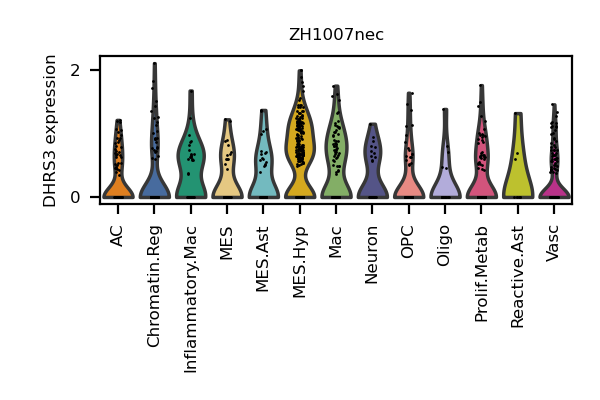 ZH1007nec
DHRS3 expression
2
0
AC
Chromatin.Reg
Inflammatory.Mac
MES
MES.Ast
MES.Hyp
Mac
Neuron
OPC
Oligo
Prolif.Metab
Reactive.Ast
Vasc